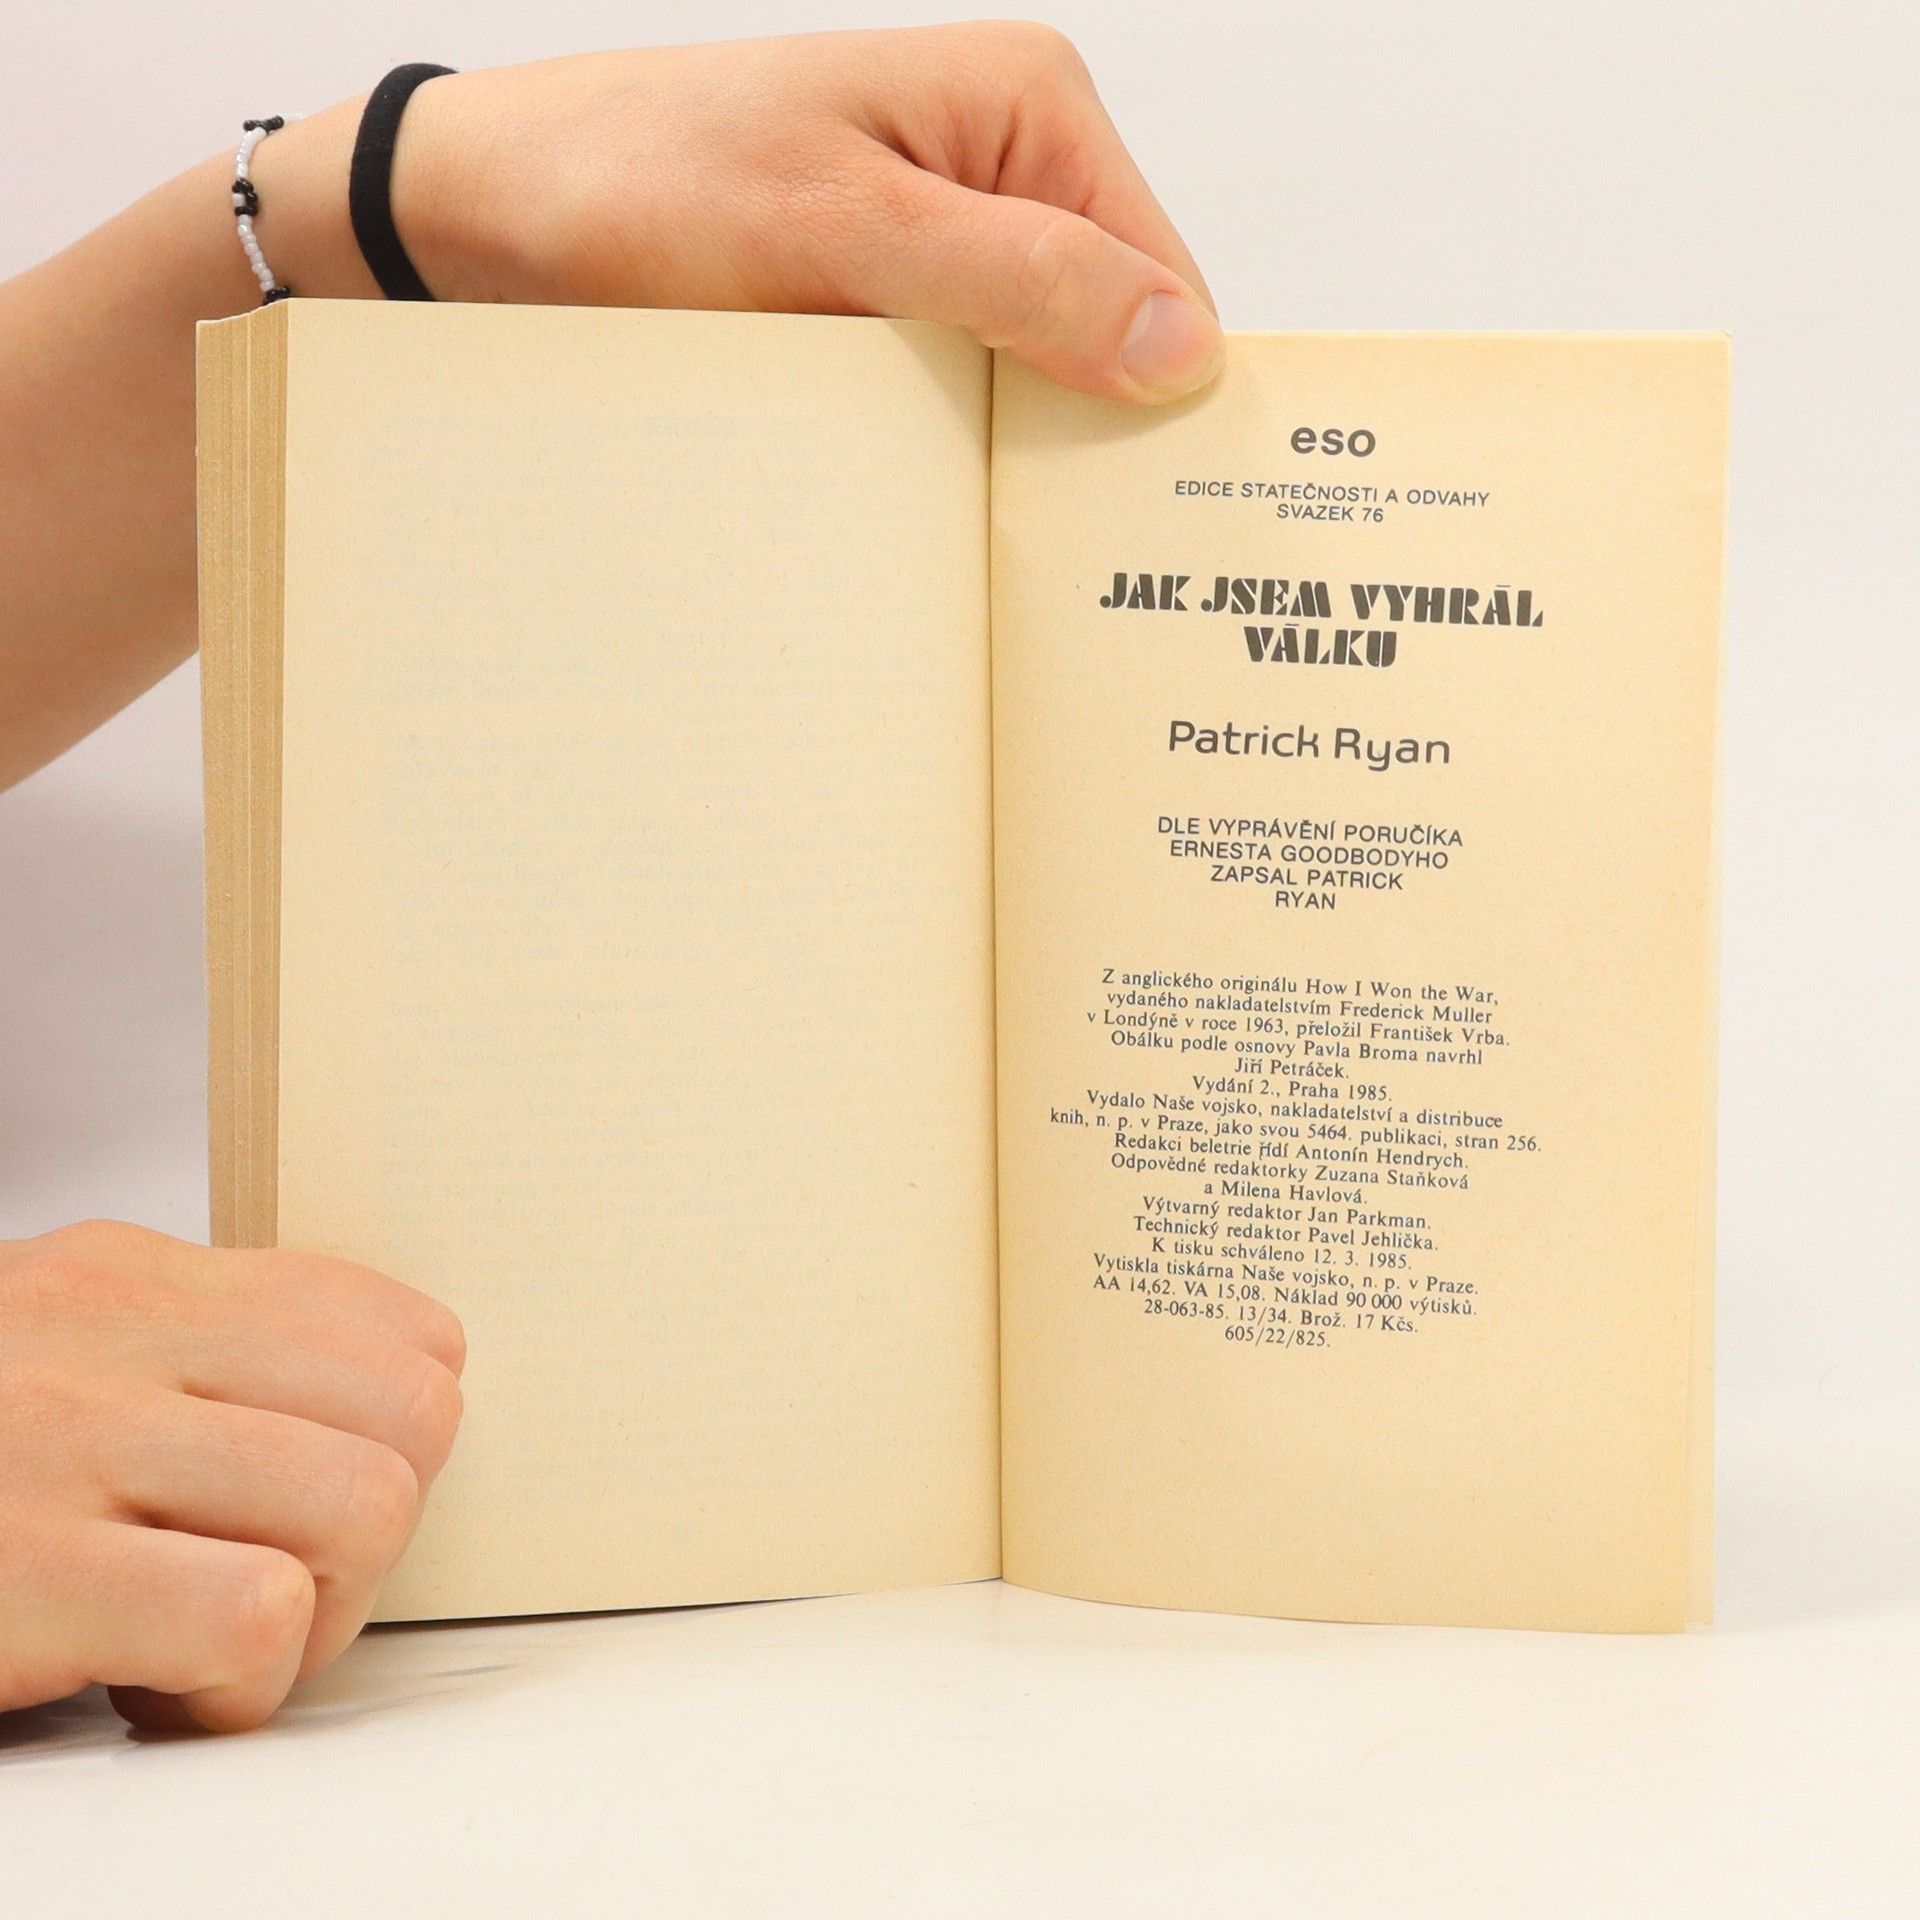 eso
EDICE STATEČNOSTI A ODVAHY
SVAZEK 76
JAK JSEM VYHRÁL
VÁLKU
Patrick Ryan
DLE VYPRÁVĚNÍ PORUČÍKA
ERNESTA GOODBODYHO
ZAPSAL PATRICK
RYAN
Z anglického originálu How I Won the War,
vydaného nakladatelstvím Frederick Muller
v Londýně v roce 1963, přeložil František Vrba.
Obálku podle osnovy Pavla Broma navrhl
Jiří Petráček.
Vydání 2., Praha 1985.
Vydalo Naše vojsko, nakladatelství a distribuce
knih, n. p. v Praze, jako svou 5464. publikaci, stran 256.
Redakci beletrie řídí Antonín Hendrych.
Odpovědné redaktorky Zuzana Staňková
a Milena Havlová.
Výtvarný redaktor Jan Parkman.
Technický redaktor Pavel Jehlička.
K tisku schváleno 12. 3. 1985.
Vytiskla tiskárna Naše vojsko, n. p. v Praze.
AA 14,62. VA 15,08. Náklad 90 000 výtisků.
28-063-85. 13/34. Brož. 17 Kčs.
605/22/825.